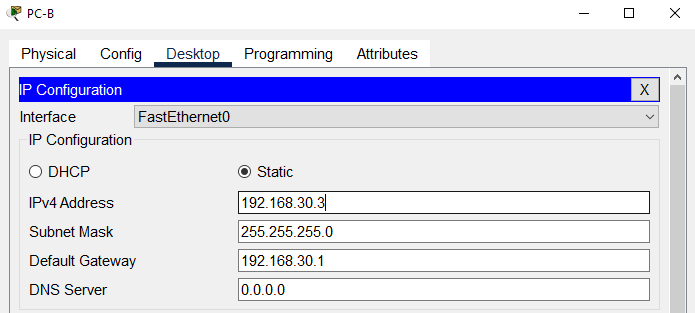 PC-B
Physical Config Desktop Programming Attributes
IP Configuration X
Interface FastEthernet0
IP Configuration
DHCP Static
IPv4 Address 192.168.30.3
Subnet Mask 255.255.255.0
Default Gateway 192.168.30.1
DNS Server 0.0.0.0